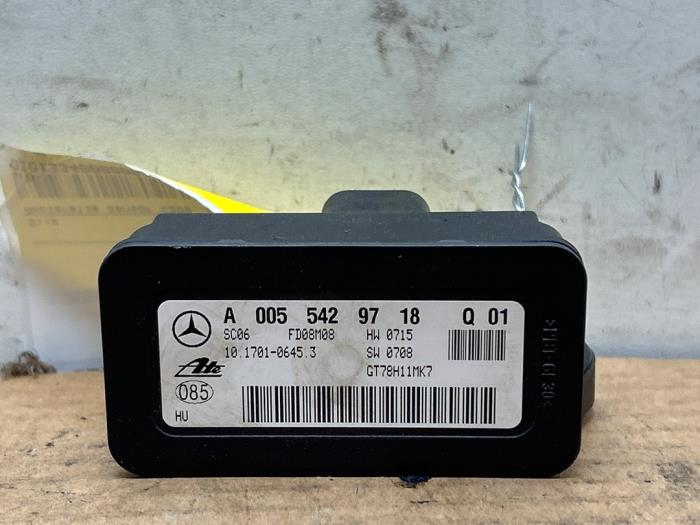 A 005 542 97 18 Q 01
SC06 FD08M08 HW 0715
10.1701-0645.3 SW 0708
GT78H11MK7
Ate
085
HU